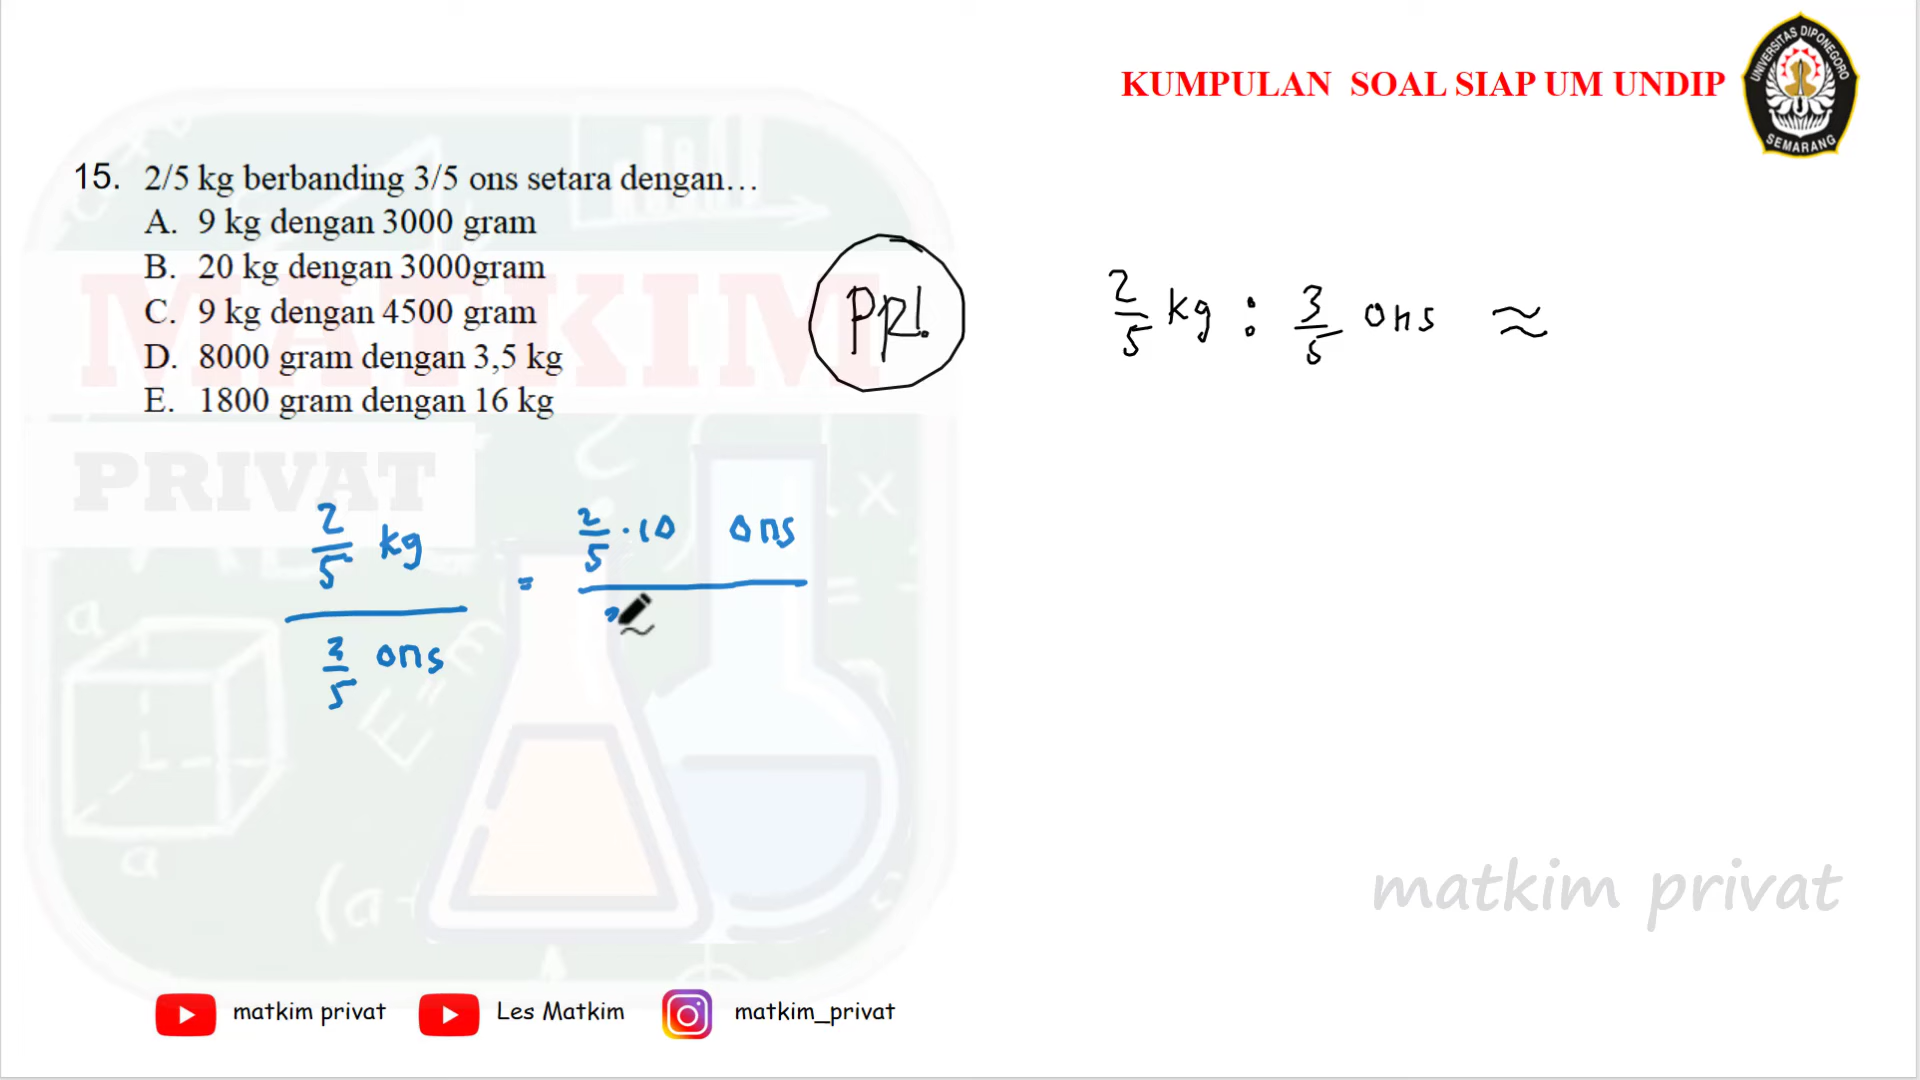 KUMPULAN SOAL SIAP UM UNDIP
UNIVERSITAS DIPONEGORO
SEMARANG
15. 2/5 kg berbanding 3/5 ons setara dengan...
A. 9 kg dengan 3000 gram
B. 20 kg dengan 3000gram
C. 9 kg dengan 4500 gram
D. 8000 gram dengan 3,5 kg
E. 1800 gram dengan 16 kg
PPL
2/5 kg : 3/5 ons ≈
MATKIM
PRIVAT
2/5 kg / 3/5 ons = 2/5 · 10 ons
a
a
E=m
(a+
matkim privat
matkim privat
Les Matkim
matkim_privat